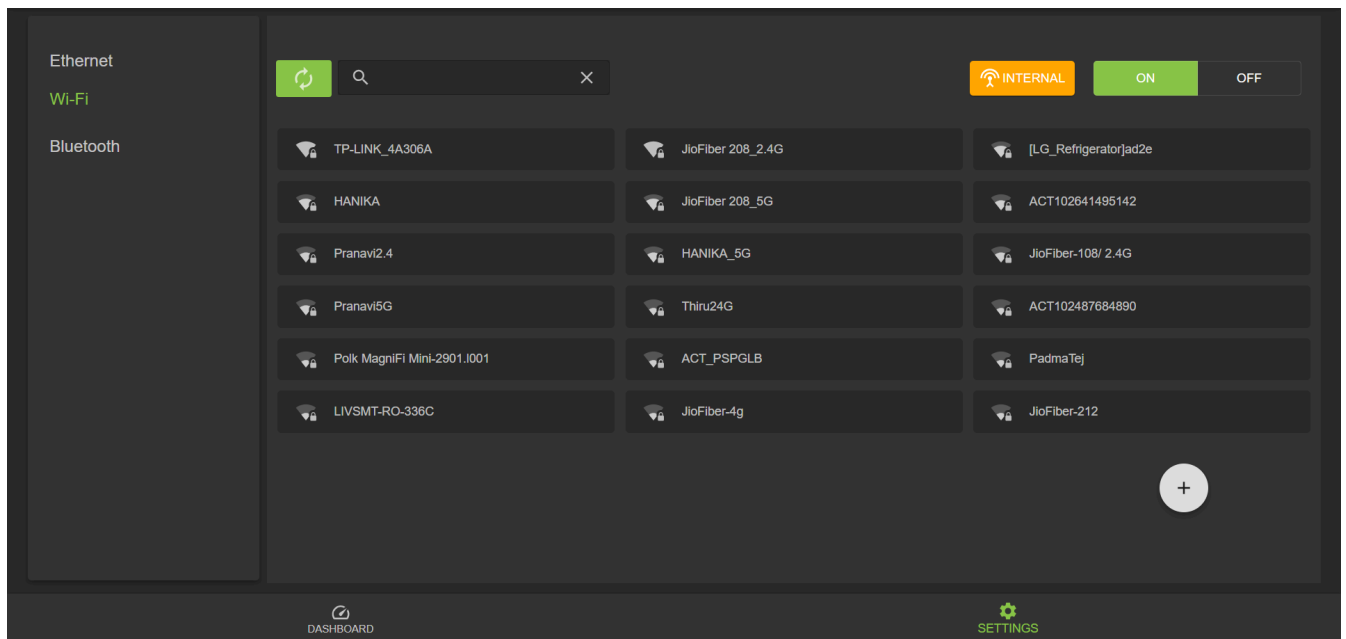 Ethernet
Wi-Fi
Bluetooth
INTERNAL
ON
OFF
TP-LINK_4A306A
JioFiber 208_2.4G
[LG_Refrigerator]ad2e
HANIKA
JioFiber 208_5G
ACT102641495142
Pranavi2.4
HANIKA_5G
JioFiber-108/ 2.4G
Pranavi5G
Thiru24G
ACT102487684890
Polk MagniFi Mini-2901.l001
ACT_PSPGLB
PadmaTej
LIVSMT-RO-336C
JioFiber-4g
JioFiber-212
DASHBOARD
SETTINGS